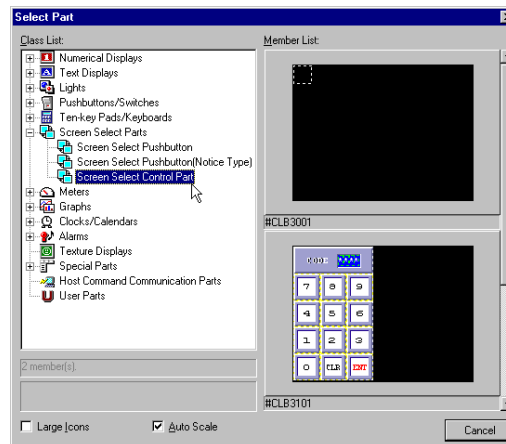 Select Part
Class List:
Member List:
Numerical Displays
Text Displays
Lights
Pushbuttons/Switches
Ten-key Pads/Keyboards
Screen Select Parts
Screen Select Pushbutton
Screen Select Pushbutton(Notice Type)
Screen Select Control Part
Meters
Graphs
Clocks/Calendars
Alarms
Texture Displays
Special Parts
Host Command Communication Parts
User Parts
#CLB3001
7 8 9
4 5 6
1 2 3
0 CLR ENT
2 member(s).
#CLB3101
Large Icons
Auto Scale
Cancel